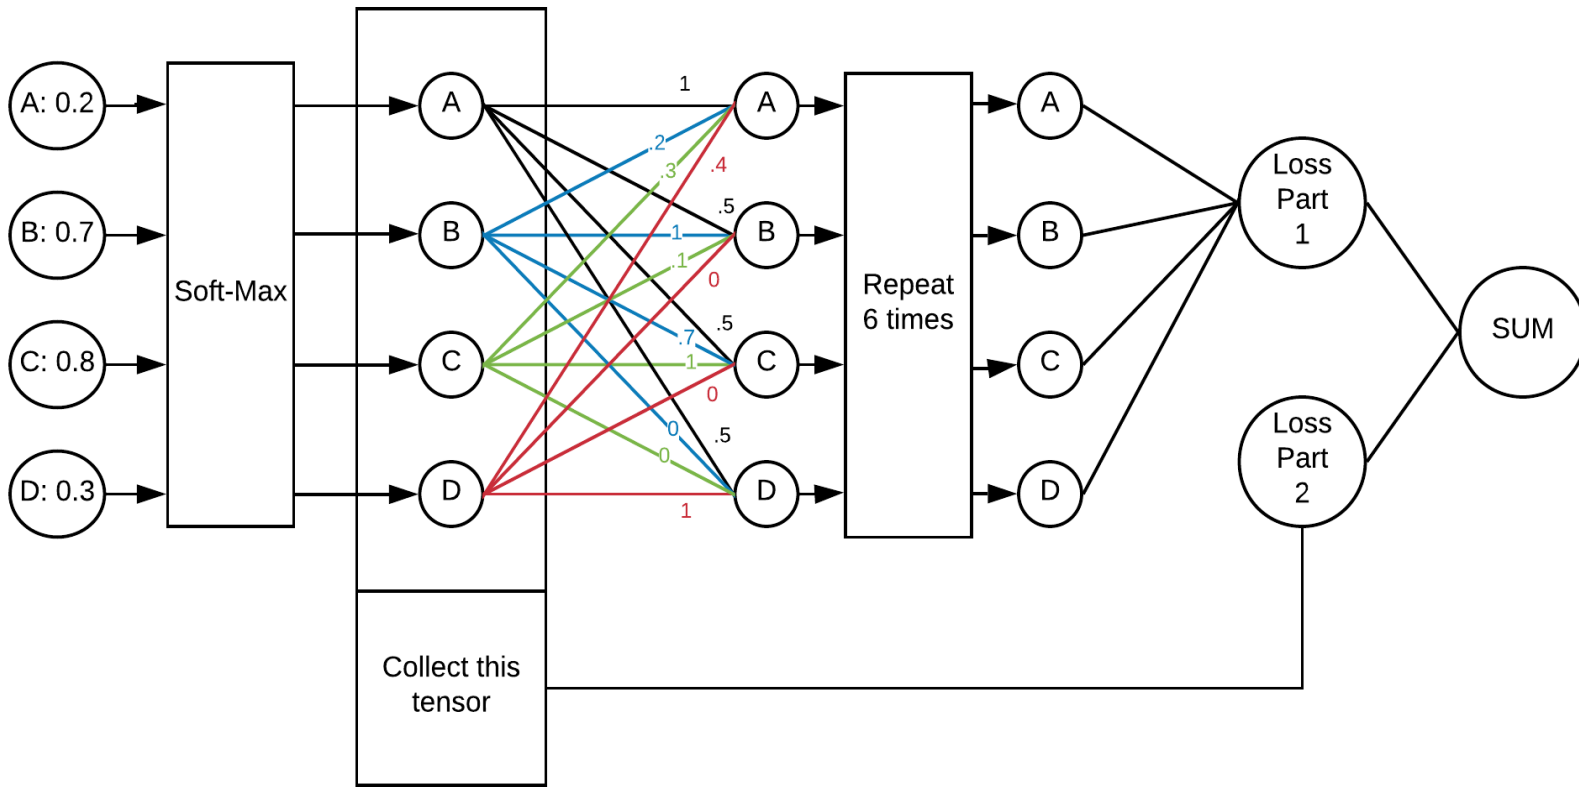 A: 0.2
B: 0.7
C: 0.8
D: 0.3
Soft-Max
A
B
C
D
Collect this
tensor
1
.2
.3
.4
.5
1
.1
0
.5
.7
1
0
0
.5
0
1
A
B
C
D
Repeat
6 times
A
B
C
D
Loss
Part
1
Loss
Part
2
SUM